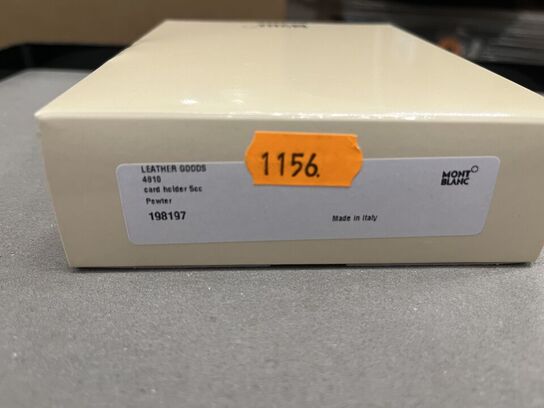 LEATHER GOODS
4810
card holder 5cc
Pewter
198197
1156.
Made in Italy
MONT
BLANC